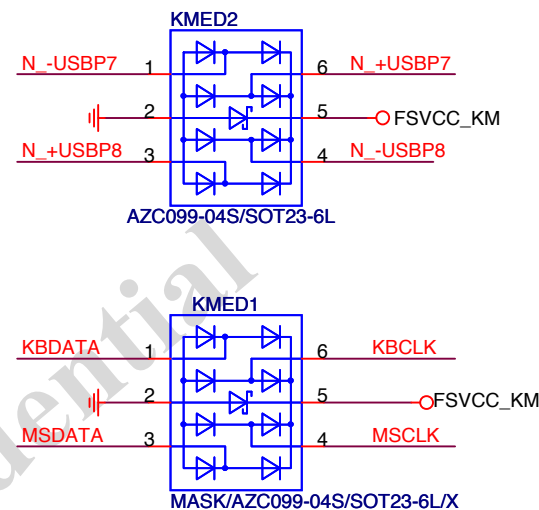 KMED2
N_-USBP7 1 6 N_+USBP7
2 5 FSVCC_KM
N_+USBP8 3 4 N_-USBP8
AZC099-04S/SOT23-6L
KMED1
KBDATA 1 6 KBCLK
2 5 FSVCC_KM
MSDATA 3 4 MSCLK
MASK/AZC099-04S/SOT23-6L/X
dential